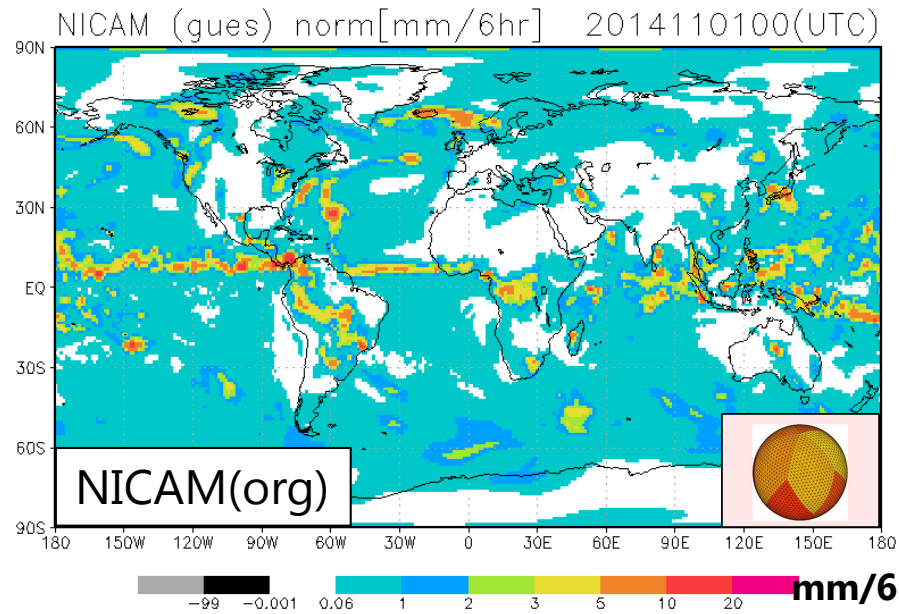 NICAM (gues) norm[mm/6hr] 2014110100(UTC)
90N
60N
30N
EQ
30S
60S
90S
NICAM(org)
180 150W 120W 90W 60W 30W 0 30E 60E 90E 120E 150E 180
-99 -0.001 0.06 1 2 3 5 10 20 mm/6